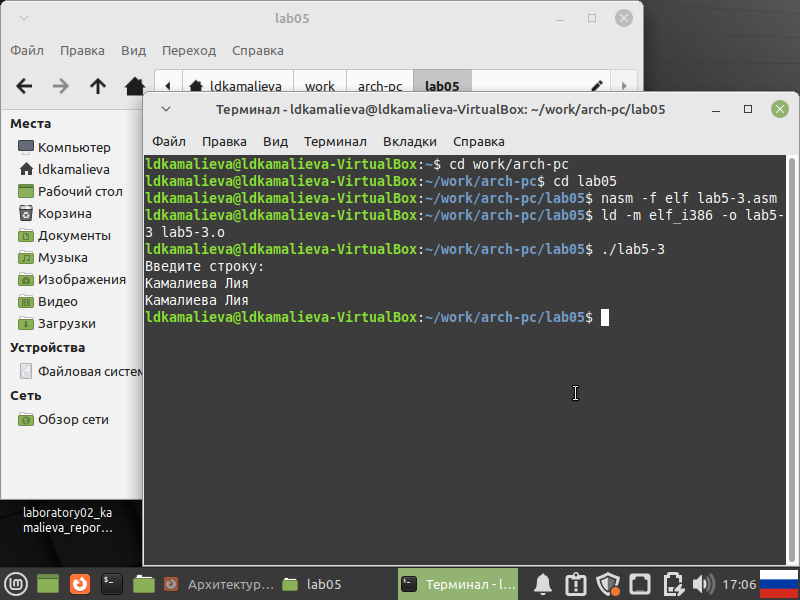 lab05
Файл Правка Вид Переход Справка
ldkamalieva work arch-pc lab05
Места
Компьютер
ldkamalieva
Рабочий стол
Корзина
Документы
Музыка
Изображения
Видео
Загрузки
Устройства
Файловая систем
Сеть
Обзор сети
Терминал - ldkamalieva@ldkamalieva-VirtualBox: ~/work/arch-pc/lab05
Файл Правка Вид Терминал Вкладки Справка
ldkamalieva@ldkamalieva-VirtualBox:~$ cd work/arch-pc
ldkamalieva@ldkamalieva-VirtualBox:~/work/arch-pc$ cd lab05
ldkamalieva@ldkamalieva-VirtualBox:~/work/arch-pc/lab05$ nasm -f elf lab5-3.asm
ldkamalieva@ldkamalieva-VirtualBox:~/work/arch-pc/lab05$ ld -m elf_i386 -o lab5-
3 lab5-3.o
ldkamalieva@ldkamalieva-VirtualBox:~/work/arch-pc/lab05$ ./lab5-3
Введите строку:
Камалиева Лия
Камалиева Лия
ldkamalieva@ldkamalieva-VirtualBox:~/work/arch-pc/lab05$
laboratory02_ka
malieva_repor...
Архитектур... lab05 Терминал - l... 17:06